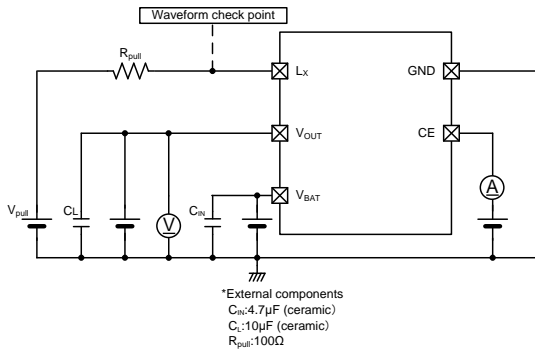 Waveform check point
Rpull
LX
GND
VOUT
CE
VBAT
Vpull
CL
V
CIN
A
*External components
CIN:4.7μF (ceramic)
CL:10μF (ceramic)
Rpull:100Ω